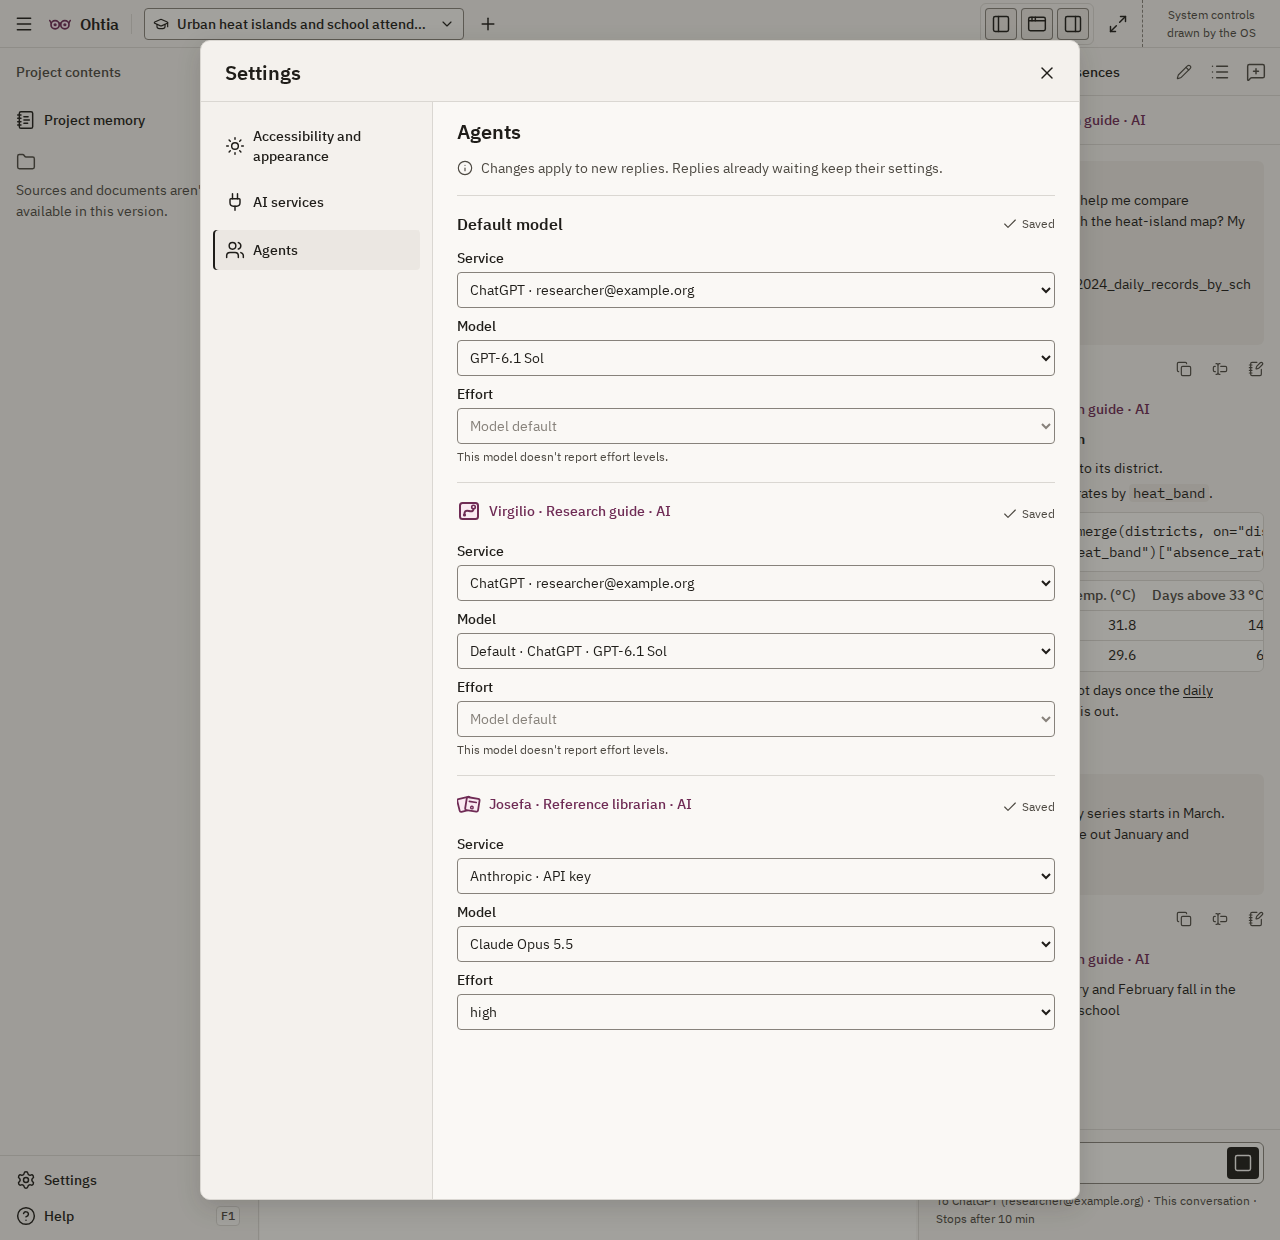 Ohtia
Urban heat islands and school attend...
System controls
drawn by the OS
Project contents
Project memory
Sources and documents aren'
available in this version.
Settings
Help
F1
Settings
Accessibility and
appearance
AI services
Agents
Agents
Changes apply to new replies. Replies already waiting keep their settings.
Default model
Saved
Service
ChatGPT · researcher@example.org
Model
GPT-6.1 Sol
Effort
Model default
This model doesn't report effort levels.
Virgilio · Research guide · AI
Saved
Service
ChatGPT · researcher@example.org
Model
Default · ChatGPT · GPT-6.1 Sol
Effort
Model default
This model doesn't report effort levels.
Josefa · Reference librarian · AI
Saved
Service
Anthropic · API key
Model
Claude Opus 5.5
Effort
high
sences
guide · AI
help me compare
h the heat-island map? My
2024_daily_records_by_sch
guide · AI
n
to its district.
rates by heat_band.
merge(districts, on="dis
eat_band")["absence_rate
emp. (°C) Days above 33 °C
31.8 14
29.6 6
ot days once the daily
is out.
y series starts in March.
e out January and
guide · AI
ry and February fall in the
school
To ChatGPT (researcher@example.org) · This conversation ·
Stops after 10 min